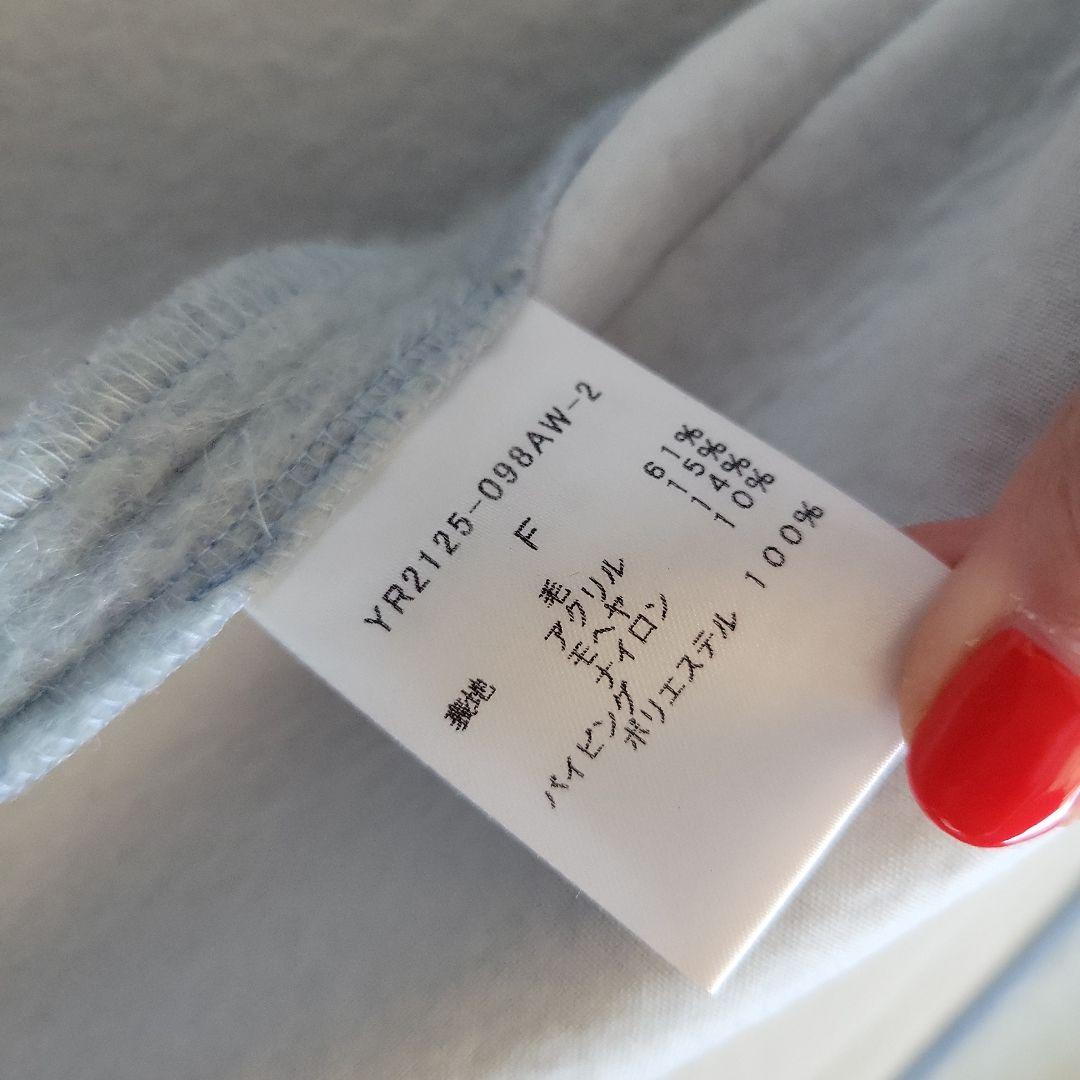 YR2125-098AW-2
F
表地
毛 61%
アクリル 15%
モヘヤ 14%
ナイロン 10%
パイピング
ポリエステル 100%